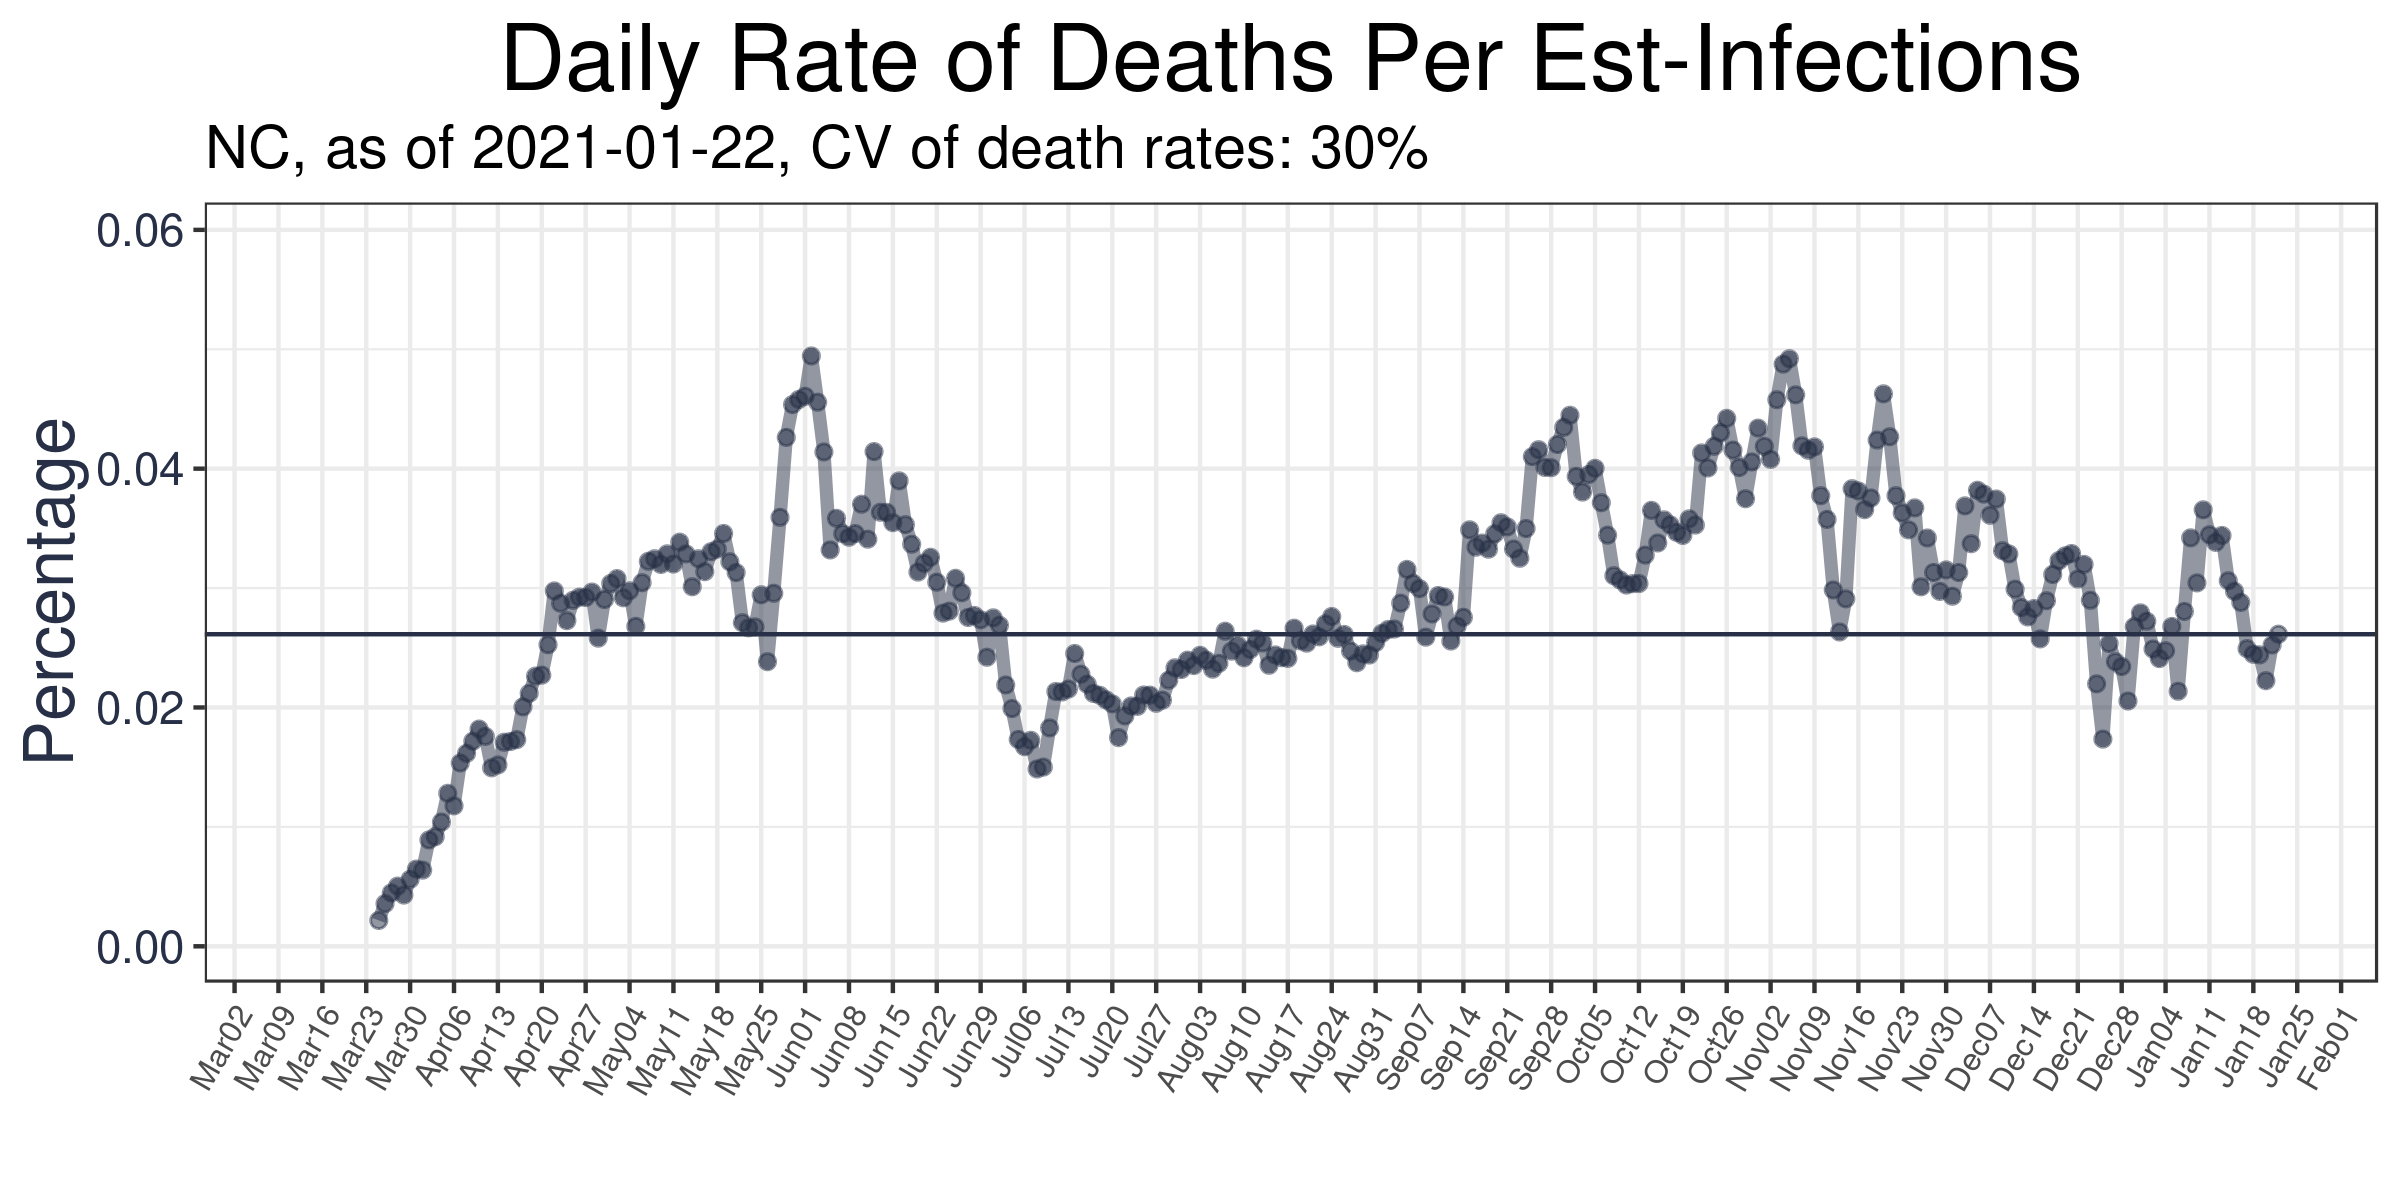 Daily Rate of Deaths Per Est-Infections
NC, as of 2021-01-22, CV of death rates: 30%
Percentage
0.06
0.04
0.02
0.00
Mar02
Mar09
Mar16
Mar23
Mar30
Apr06
Apr13
Apr20
Apr27
May04
May11
May18
May25
Jun01
Jun08
Jun15
Jun22
Jun29
Jul06
Jul13
Jul20
Jul27
Aug03
Aug10
Aug17
Aug24
Aug31
Sep07
Sep14
Sep21
Sep28
Oct05
Oct12
Oct19
Oct26
Nov02
Nov09
Nov16
Nov23
Nov30
Dec07
Dec14
Dec21
Dec28
Jan04
Jan11
Jan18
Jan25
Feb01